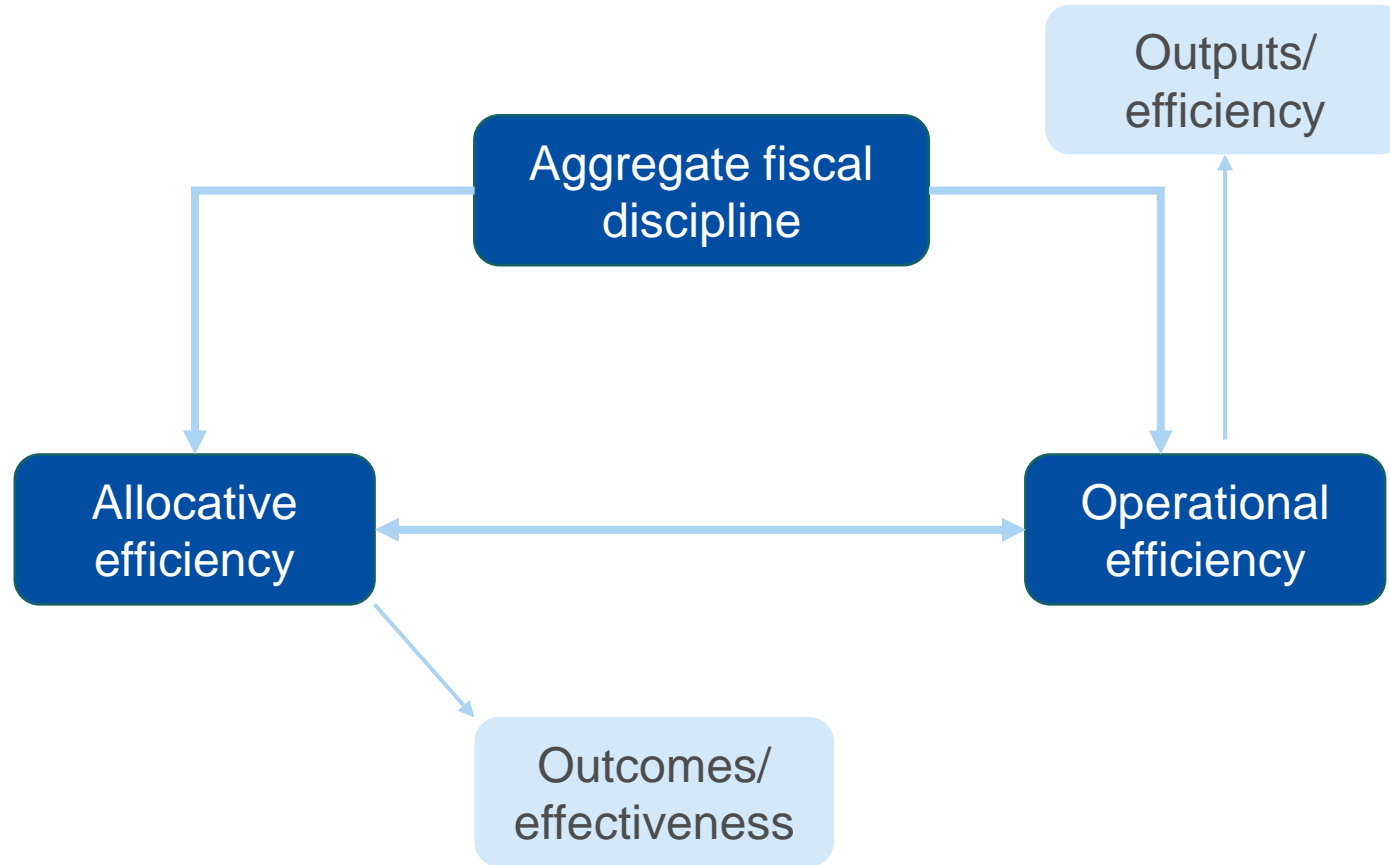 Outputs/
efficiency
Aggregate fiscal
discipline
Allocative
efficiency
Operational
efficiency
Outcomes/
effectiveness